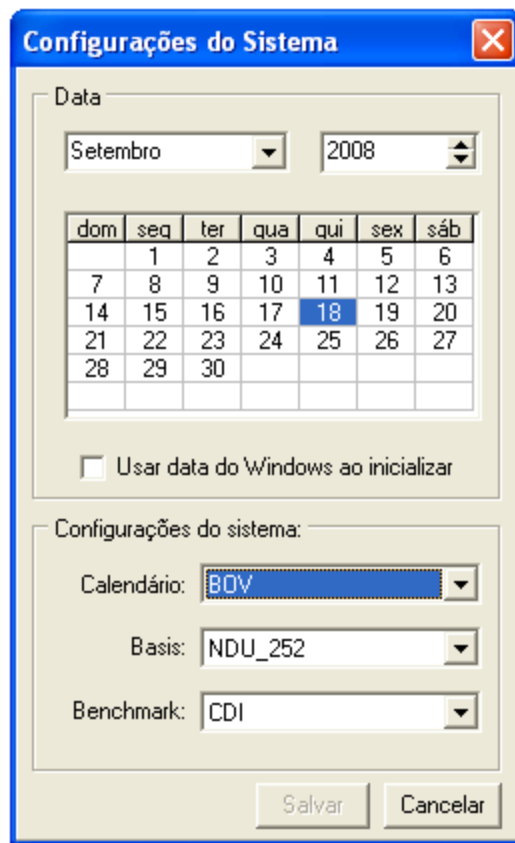 Configurações do Sistema
Data
Setembro 2008
dom seg ter qua qui sex sáb
1 2 3 4 5 6
7 8 9 10 11 12 13
14 15 16 17 18 19 20
21 22 23 24 25 26 27
28 29 30
Usar data do Windows ao inicializar
Configurações do sistema:
Calendário: BOV
Basis: NDU_252
Benchmark: CDI
Salvar Cancelar